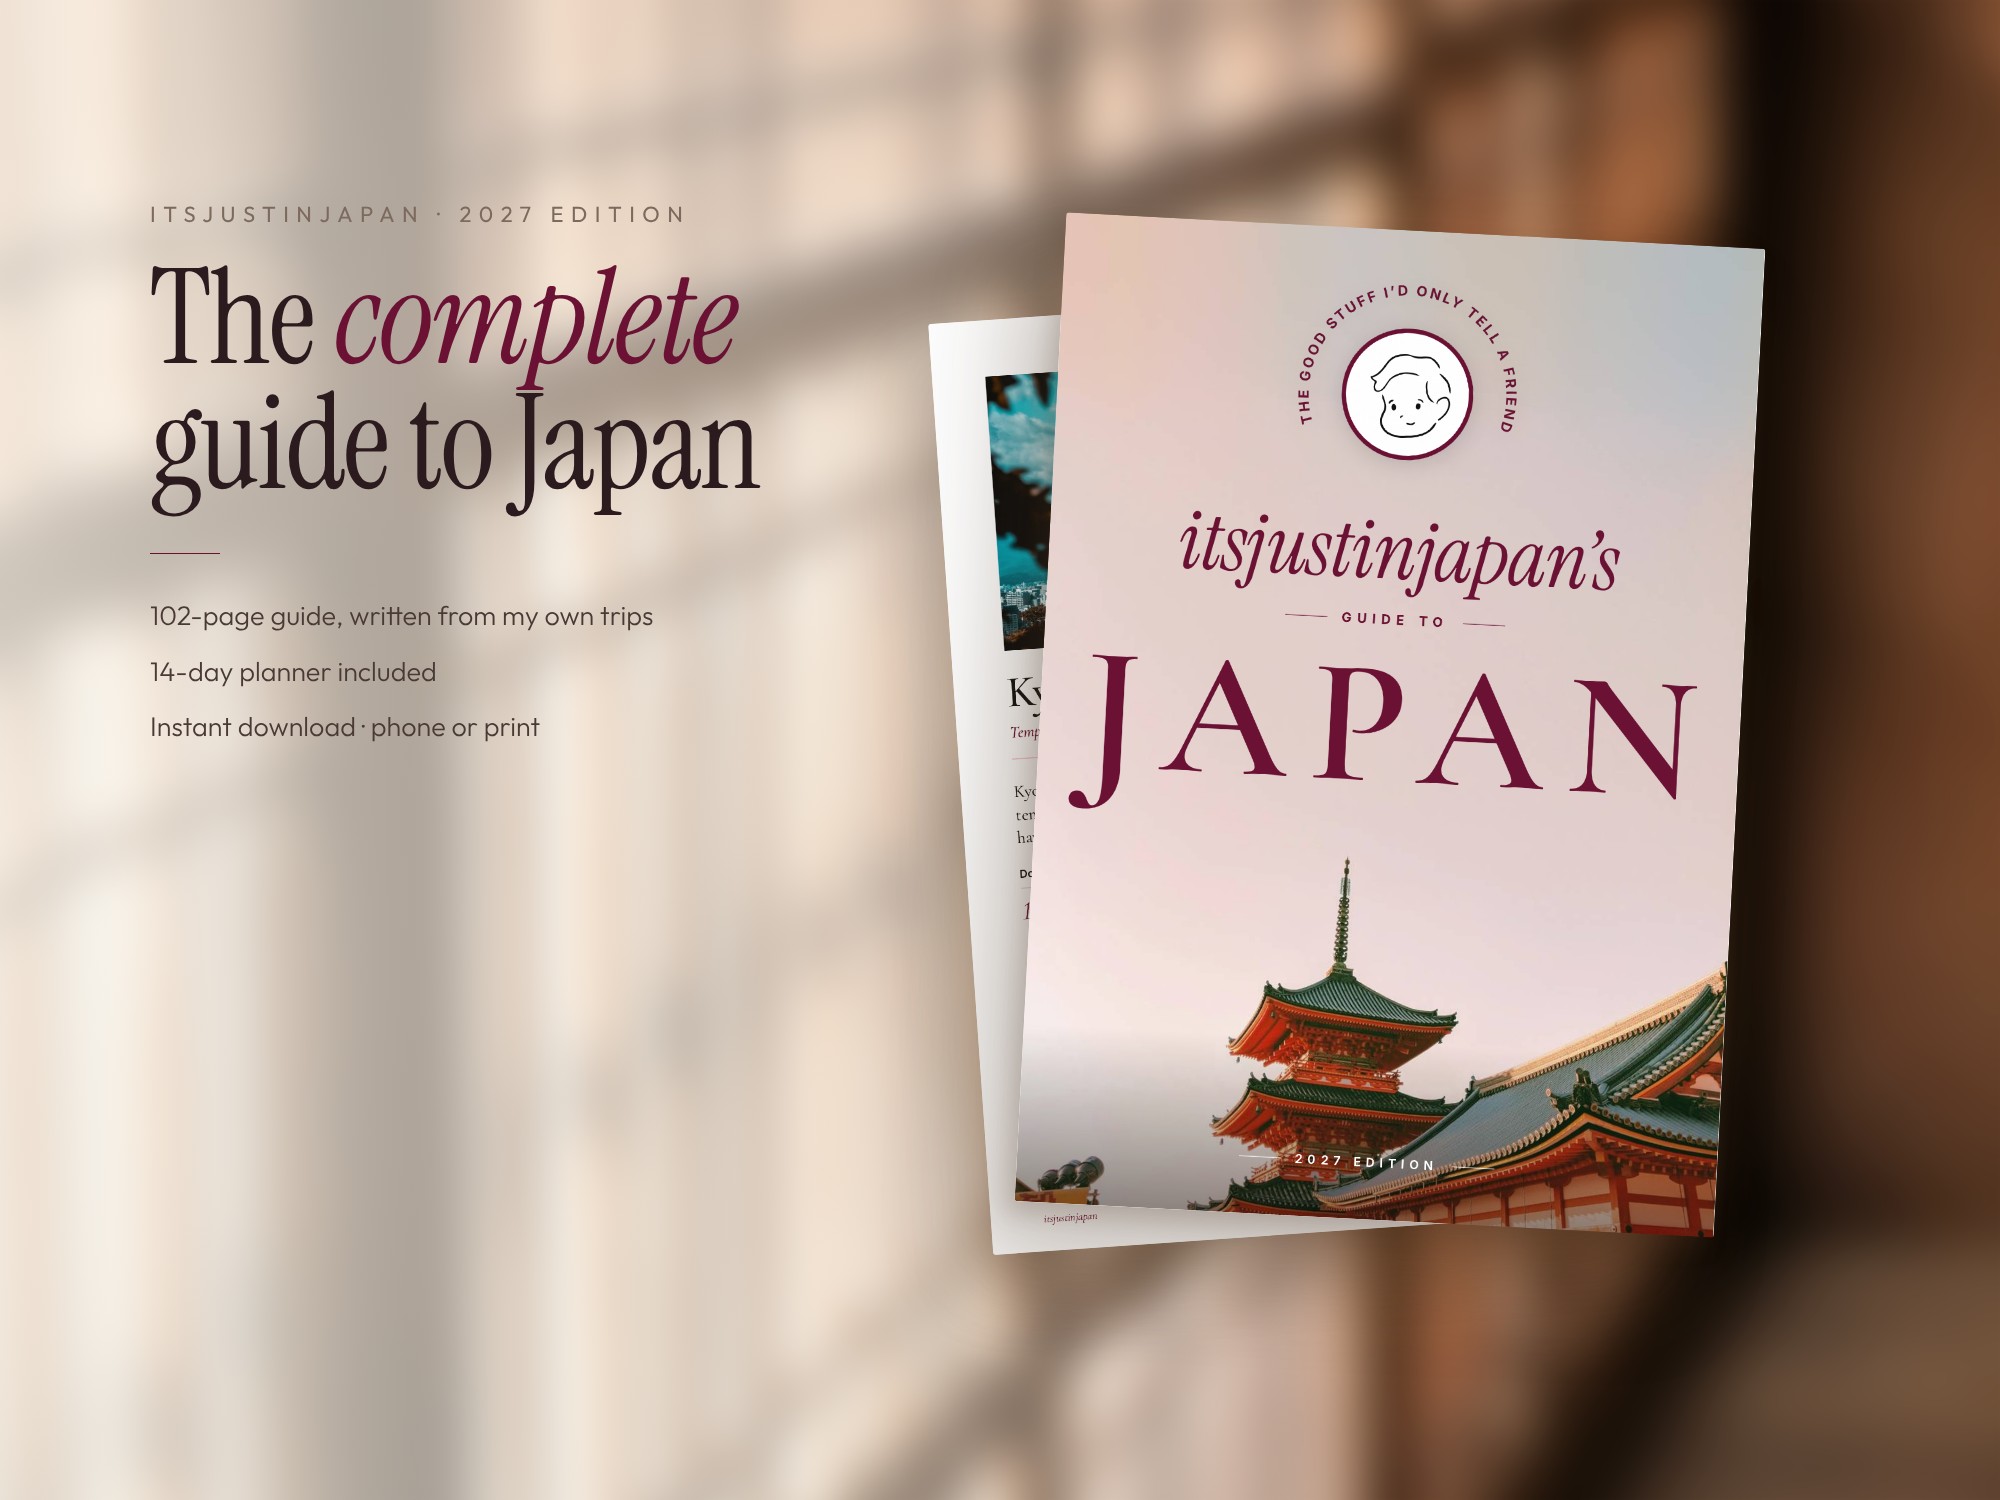 ITSJUSTINJAPAN · 2027 EDITION
The complete
guide to Japan
102-page guide, written from my own trips
14-day planner included
Instant download · phone or print
THE GOOD STUFF I'D ONLY TELL A FRIEND
itsjustinjapan's
GUIDE TO
JAPAN
2027 EDITION
itsjustinjapan